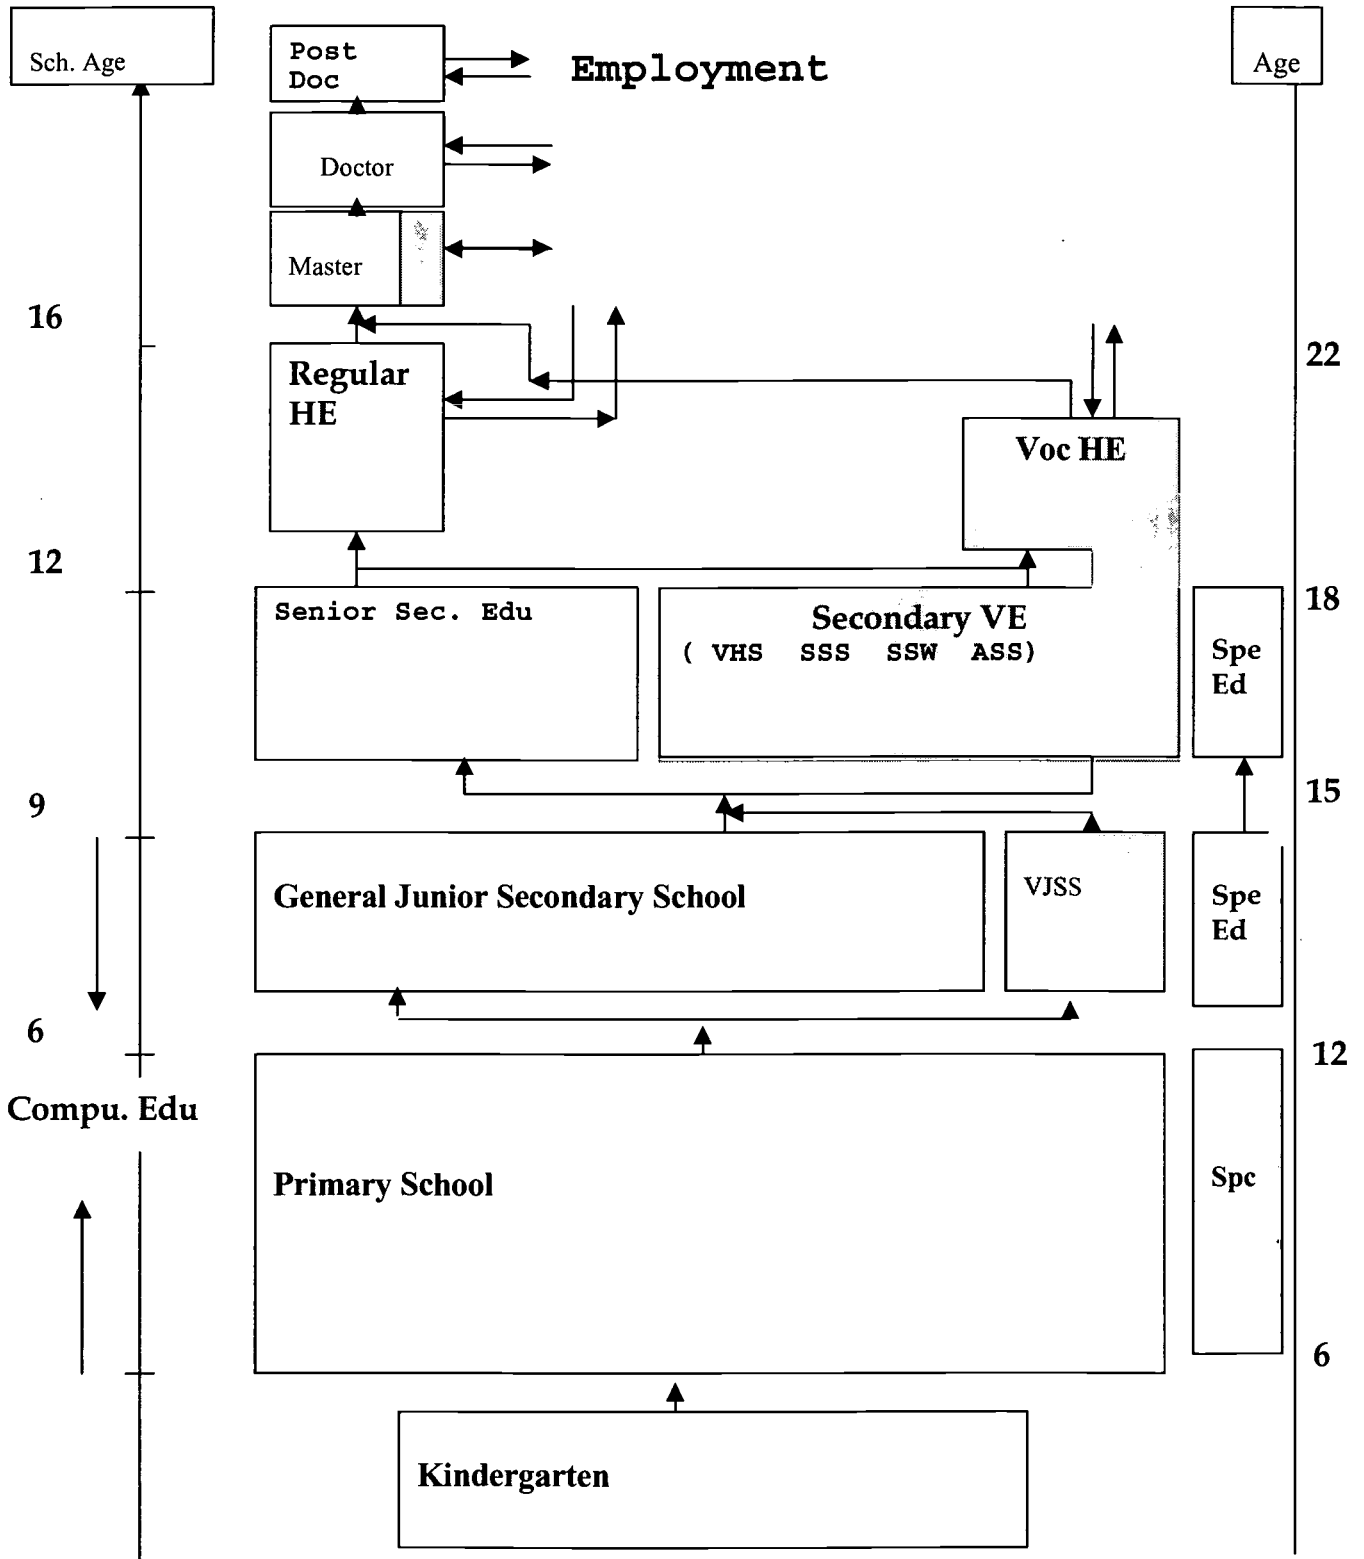 Sch. Age
Post
Doc
Employment
Age
Doctor
Master
16
Regular
HE
22
Voc HE
12
Senior Sec. Edu
Secondary VE
( VHS SSS SSW ASS)
18
Spe
Ed
9
15
General Junior Secondary School
VJSS
Spe
Ed
6
12
Compu. Edu
Primary School
Spc
6
Kindergarten